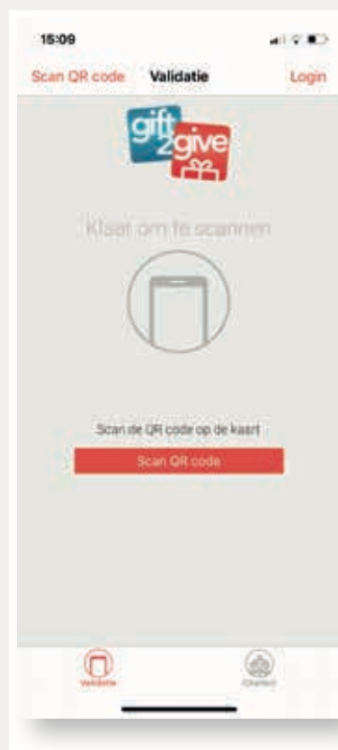 15:09
Scan QR code Validatie Login
gift
2give
Klaar om te scannen
Scan de QR code op de kaart
Scan QR code
Validatie